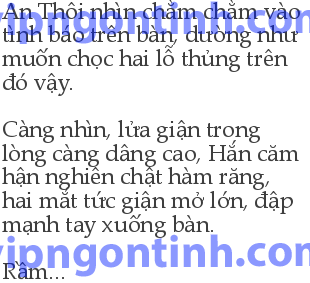 An Thôi nhìn chằm chằm vào
tình báo trên bàn, dường như
muốn chọc hai lỗ thủng trên
đó vậy.
Càng nhìn, lửa giận trong
lòng càng dâng cao, Hắn căm
hận nghiến chặt hàm răng,
hai mắt tức giận mở lớn, đập
mạnh tay xuống bàn.
vipngontinh.com
Rầm...